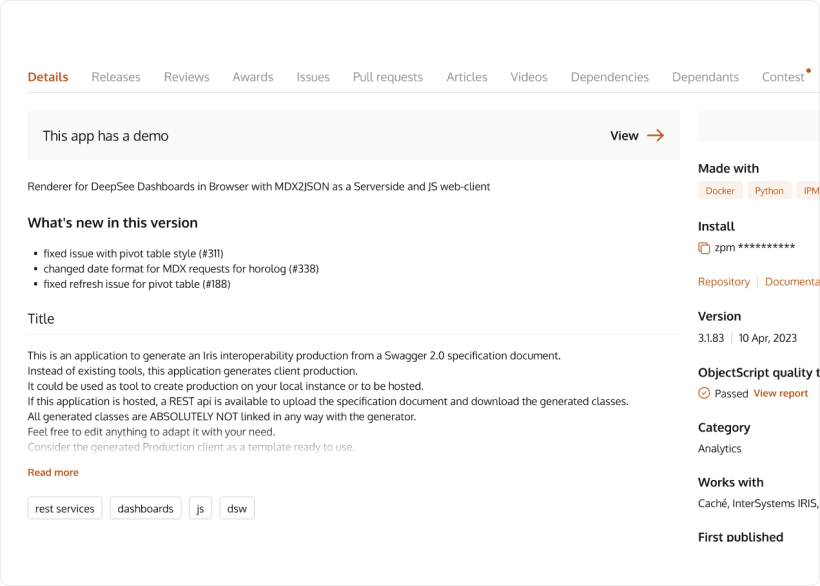 Details Releases Reviews Awards Issues Pull requests Articles Videos Dependencies Dependants Contest
This app has a demo
View
Renderer for DeepSee Dashboards in Browser with MDX2JSON as a Serverside and JS web-client
What's new in this version
• fixed issue with pivot table style (#311)
• changed date format for MDX requests for horolog (#338)
• fixed refresh issue for pivot table (#188)
Title
This is an application to generate an Iris interoperability production from a Swagger 2.0 specification document.
Instead of existing tools, this application generates client production.
It could be used as tool to create production on your local instance or to be hosted.
If this application is hosted, a REST api is available to upload the specification document and download the generated classes.
All generated classes are ABSOLUTELY NOT linked in any way with the generator.
Feel free to edit anything to adapt it with your need.
Consider the generated Production client as a template ready to use.
Read more
rest services dashboards js dsw
Made with
Docker Python IPM
Install
zpm **********
Repository Documenta
Version
3.1.83 10 Apr, 2023
ObjectScript quality t
Passed View report
Category
Analytics
Works with
Caché, InterSystems IRIS,
First published